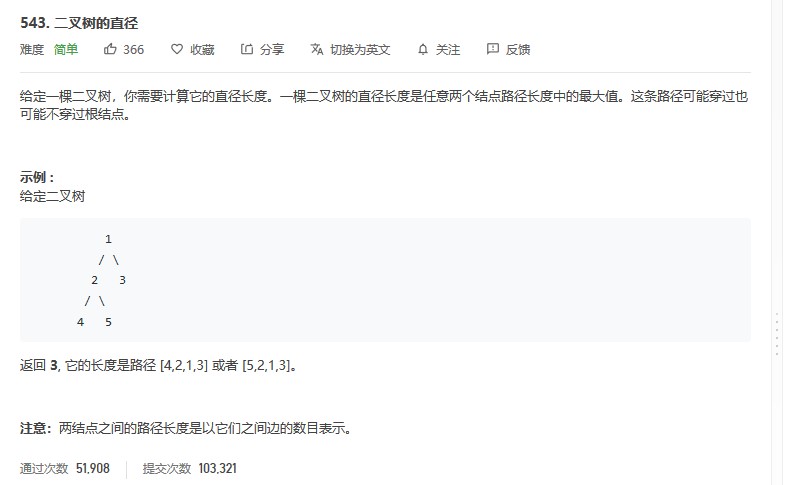 543. 二叉树的直径
难度 简单 366 收藏 分享 切换为英文 关注 反馈
给定一棵二叉树，你需要计算它的直径长度。一棵二叉树的直径长度是任意两个结点路径长度中的最大值。这条路径可能穿过也
可能不穿过根结点。
示例：
给定二叉树
1
/ \
2 3
/ \
4 5
返回 3, 它的长度是路径 [4,2,1,3] 或者 [5,2,1,3]。
注意：两结点之间的路径长度是以它们之间边的数目表示。
通过次数 51,908 提交次数 103,321